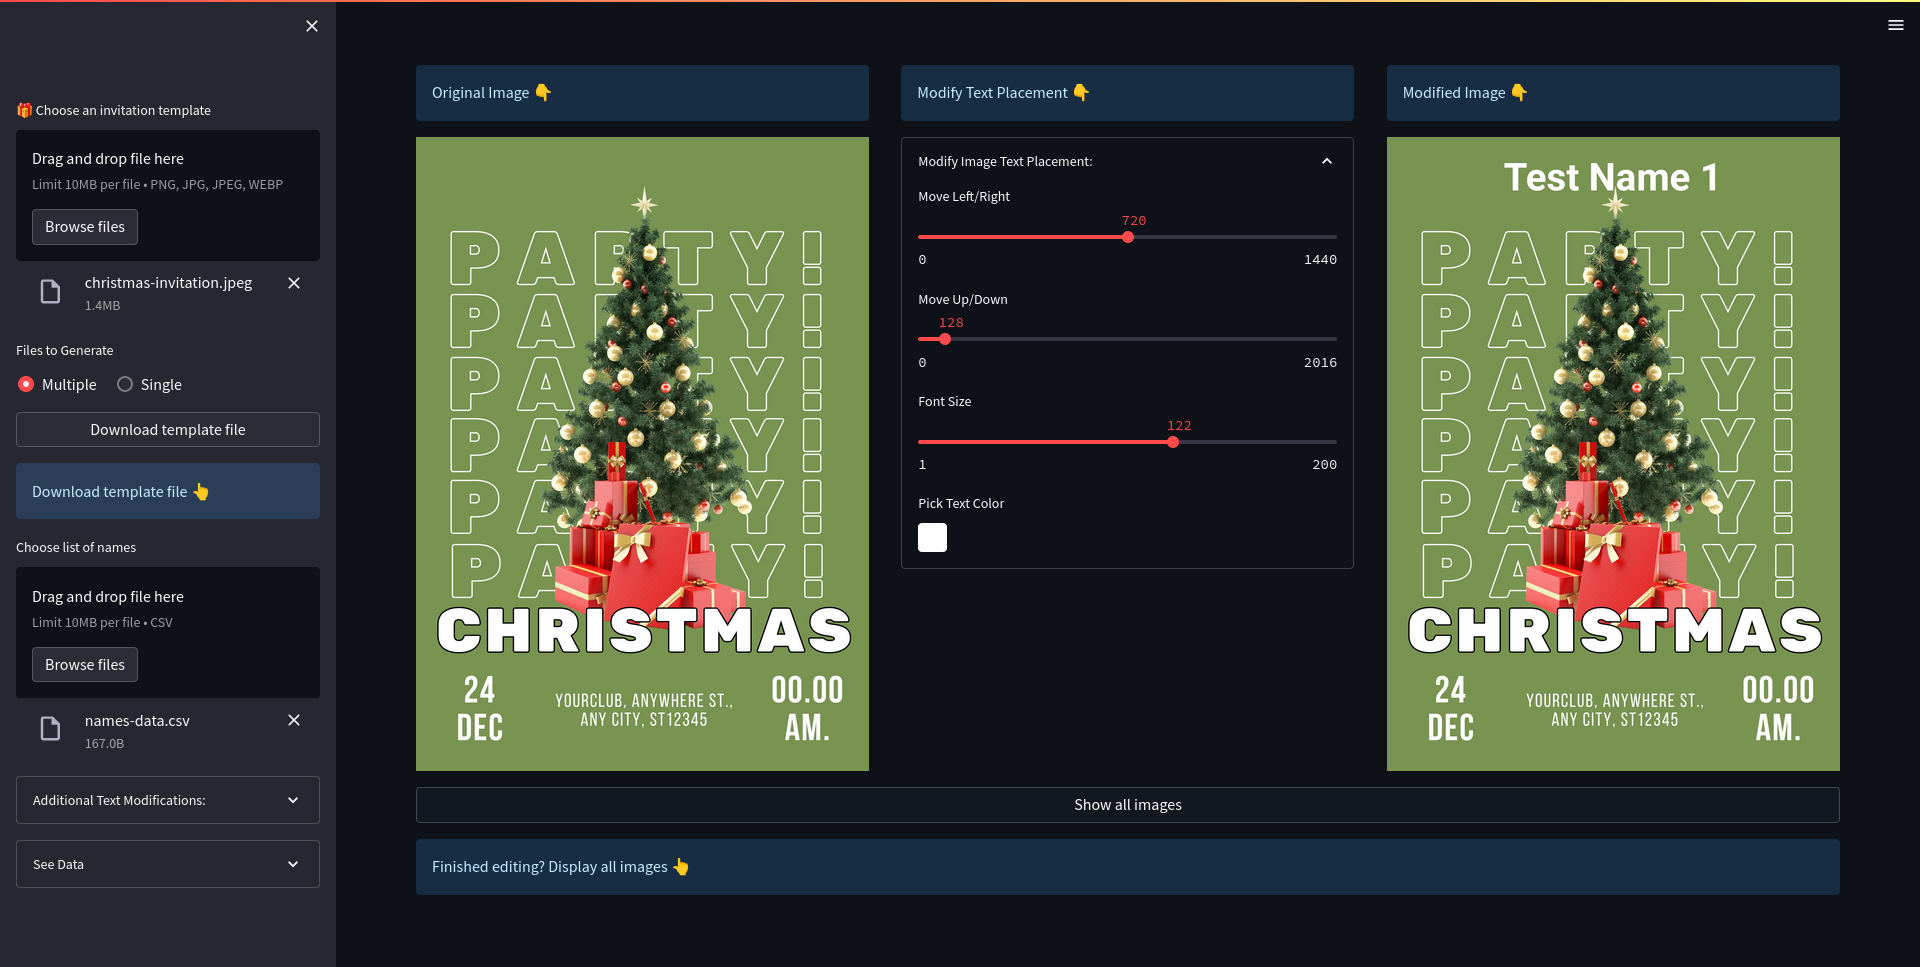 🎁 Choose an invitation template
Drag and drop file here
Limit 10MB per file • PNG, JPG, JPEG, WEBP
Browse files
christmas-invitation.jpeg
1.4MB
Files to Generate
Multiple
Single
Download template file
Download template file 👆
Choose list of names
Drag and drop file here
Limit 10MB per file • CSV
Browse files
names-data.csv
167.0B
Additional Text Modifications:
See Data
Original Image 👇
PARTY!
PARTY!
PARTY!
PARTY!
PARTY!
PARTY!
CHRISTMAS
24
DEC
YOURCLUB, ANYWHERE ST.,
ANY CITY, ST12345
00.00
AM.
Modify Text Placement 👇
Modify Image Text Placement:
Move Left/Right
720
0
1440
Move Up/Down
128
0
2016
Font Size
122
1
200
Pick Text Color
Modified Image 👇
Test Name 1
PARTY!
PARTY!
PARTY!
PARTY!
PARTY!
PARTY!
CHRISTMAS
24
DEC
YOURCLUB, ANYWHERE ST.,
ANY CITY, ST12345
00.00
AM.
Show all images
Finished editing? Display all images 👆